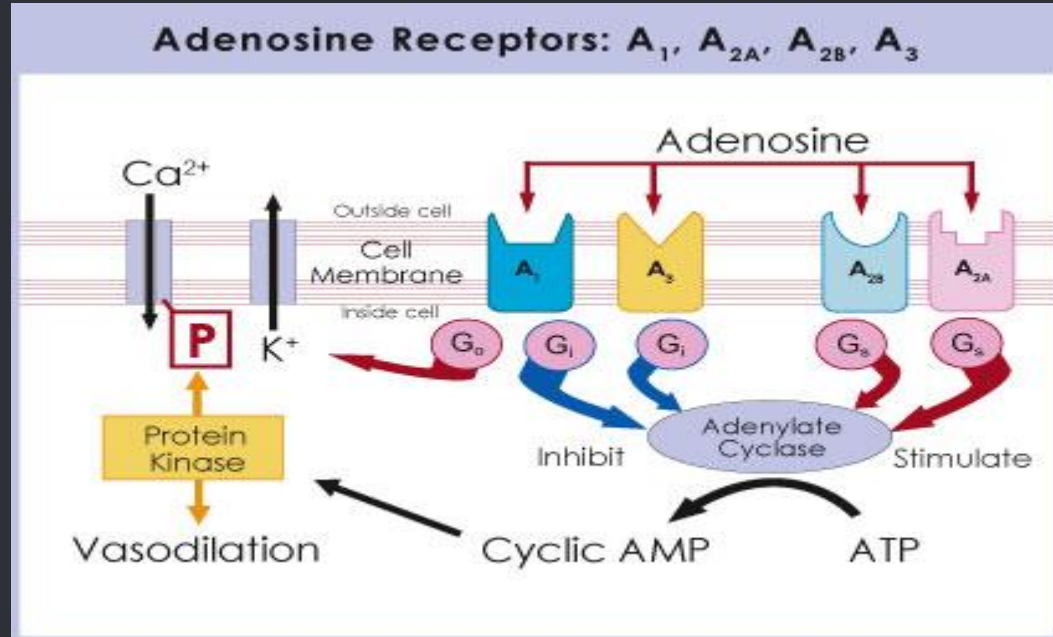 Adenosine Receptors: A₁, A₂A, A₂B, A₃
Adenosine
Ca²⁺
Outside cell
Cell
Membrane
Inside cell
A₁
A₃
A₂B
A₂A
P
K⁺
Gₒ
Gᵢ
Gᵢ
Gₛ
Gₛ
Protein
Kinase
Adenylate
Cyclase
Inhibit
Stimulate
Vasodilation
Cyclic AMP
ATP